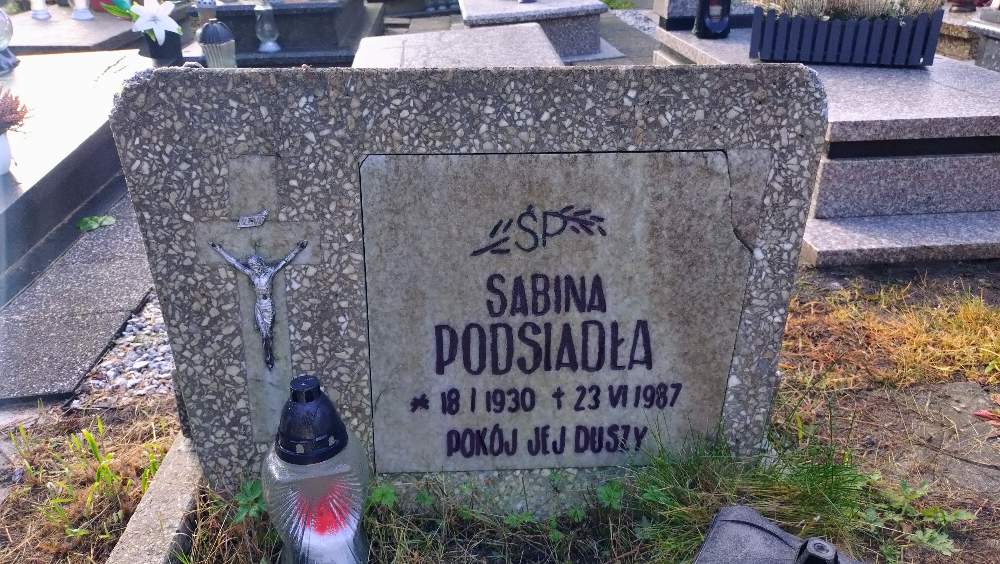 ŚP
SABINA
PODSIADŁA
* 18 I 1930 † 23 VI 1987
POKÓJ JEJ DUSZY